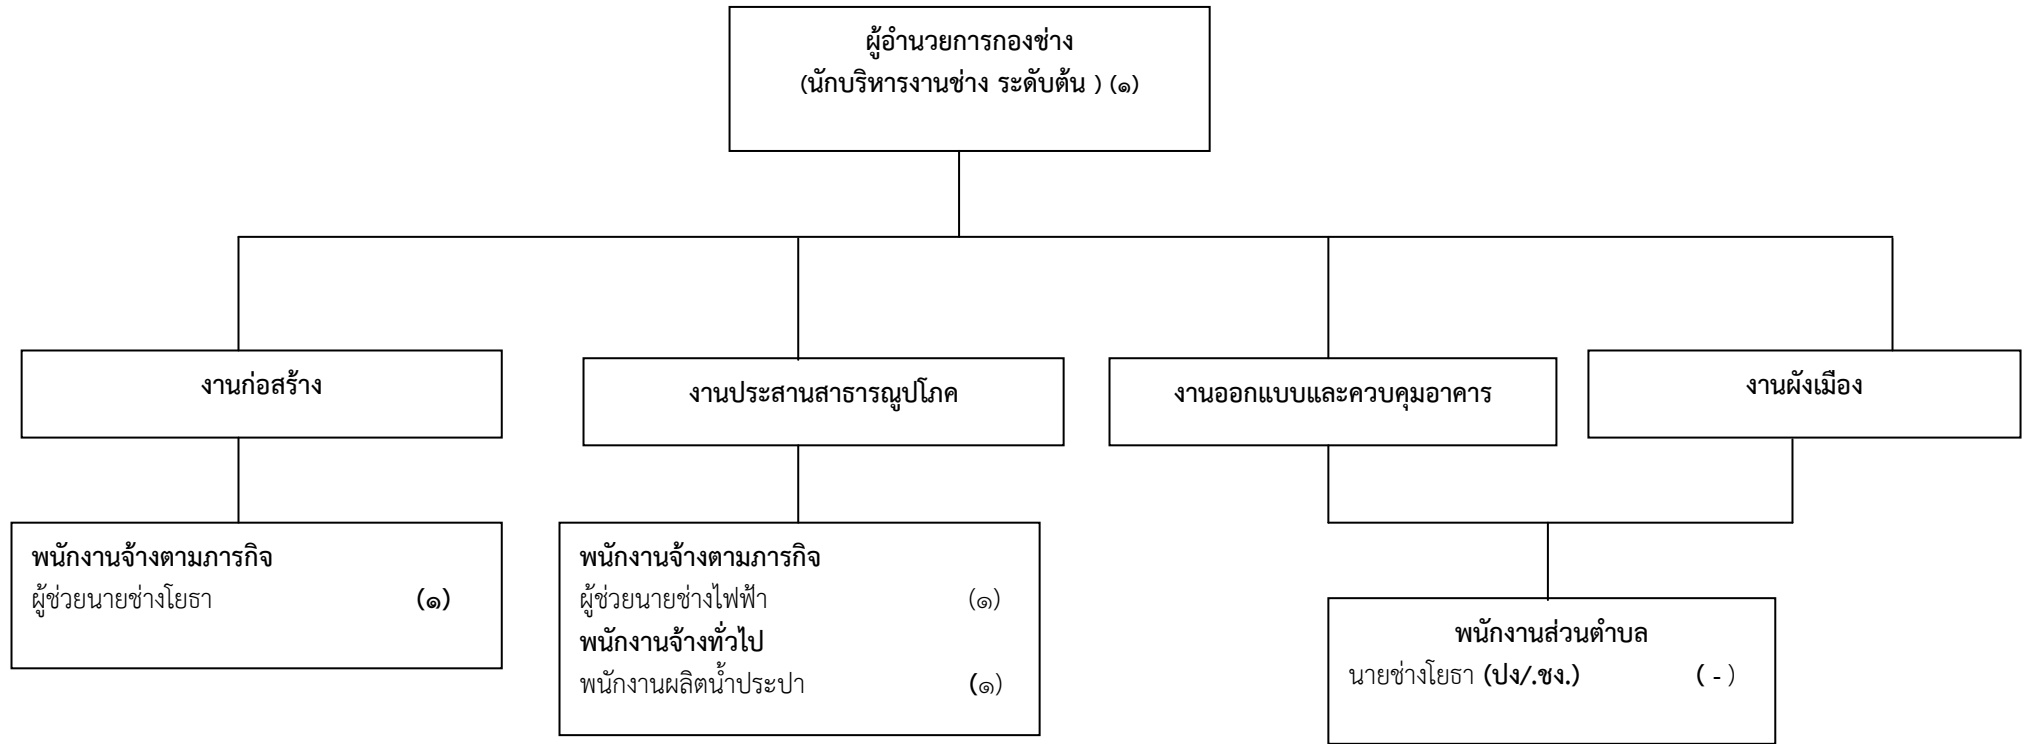 ผู้อำนวยการกองช่าง
(นักบริหารงานช่าง ระดับต้น ) (๑)
งานก่อสร้าง
งานประสานสาธารณูปโภค
งานออกแบบและควบคุมอาคาร
งานผังเมือง
พนักงานจ้างตามภารกิจ
ผู้ช่วยนายช่างโยธา (๑)
พนักงานจ้างตามภารกิจ
ผู้ช่วยนายช่างไฟฟ้า (๑)
พนักงานจ้างทั่วไป
พนักงานผลิตน้ำประปา (๑)
พนักงานส่วนตำบล
นายช่างโยธา (ปง/.ชง.) ( - )